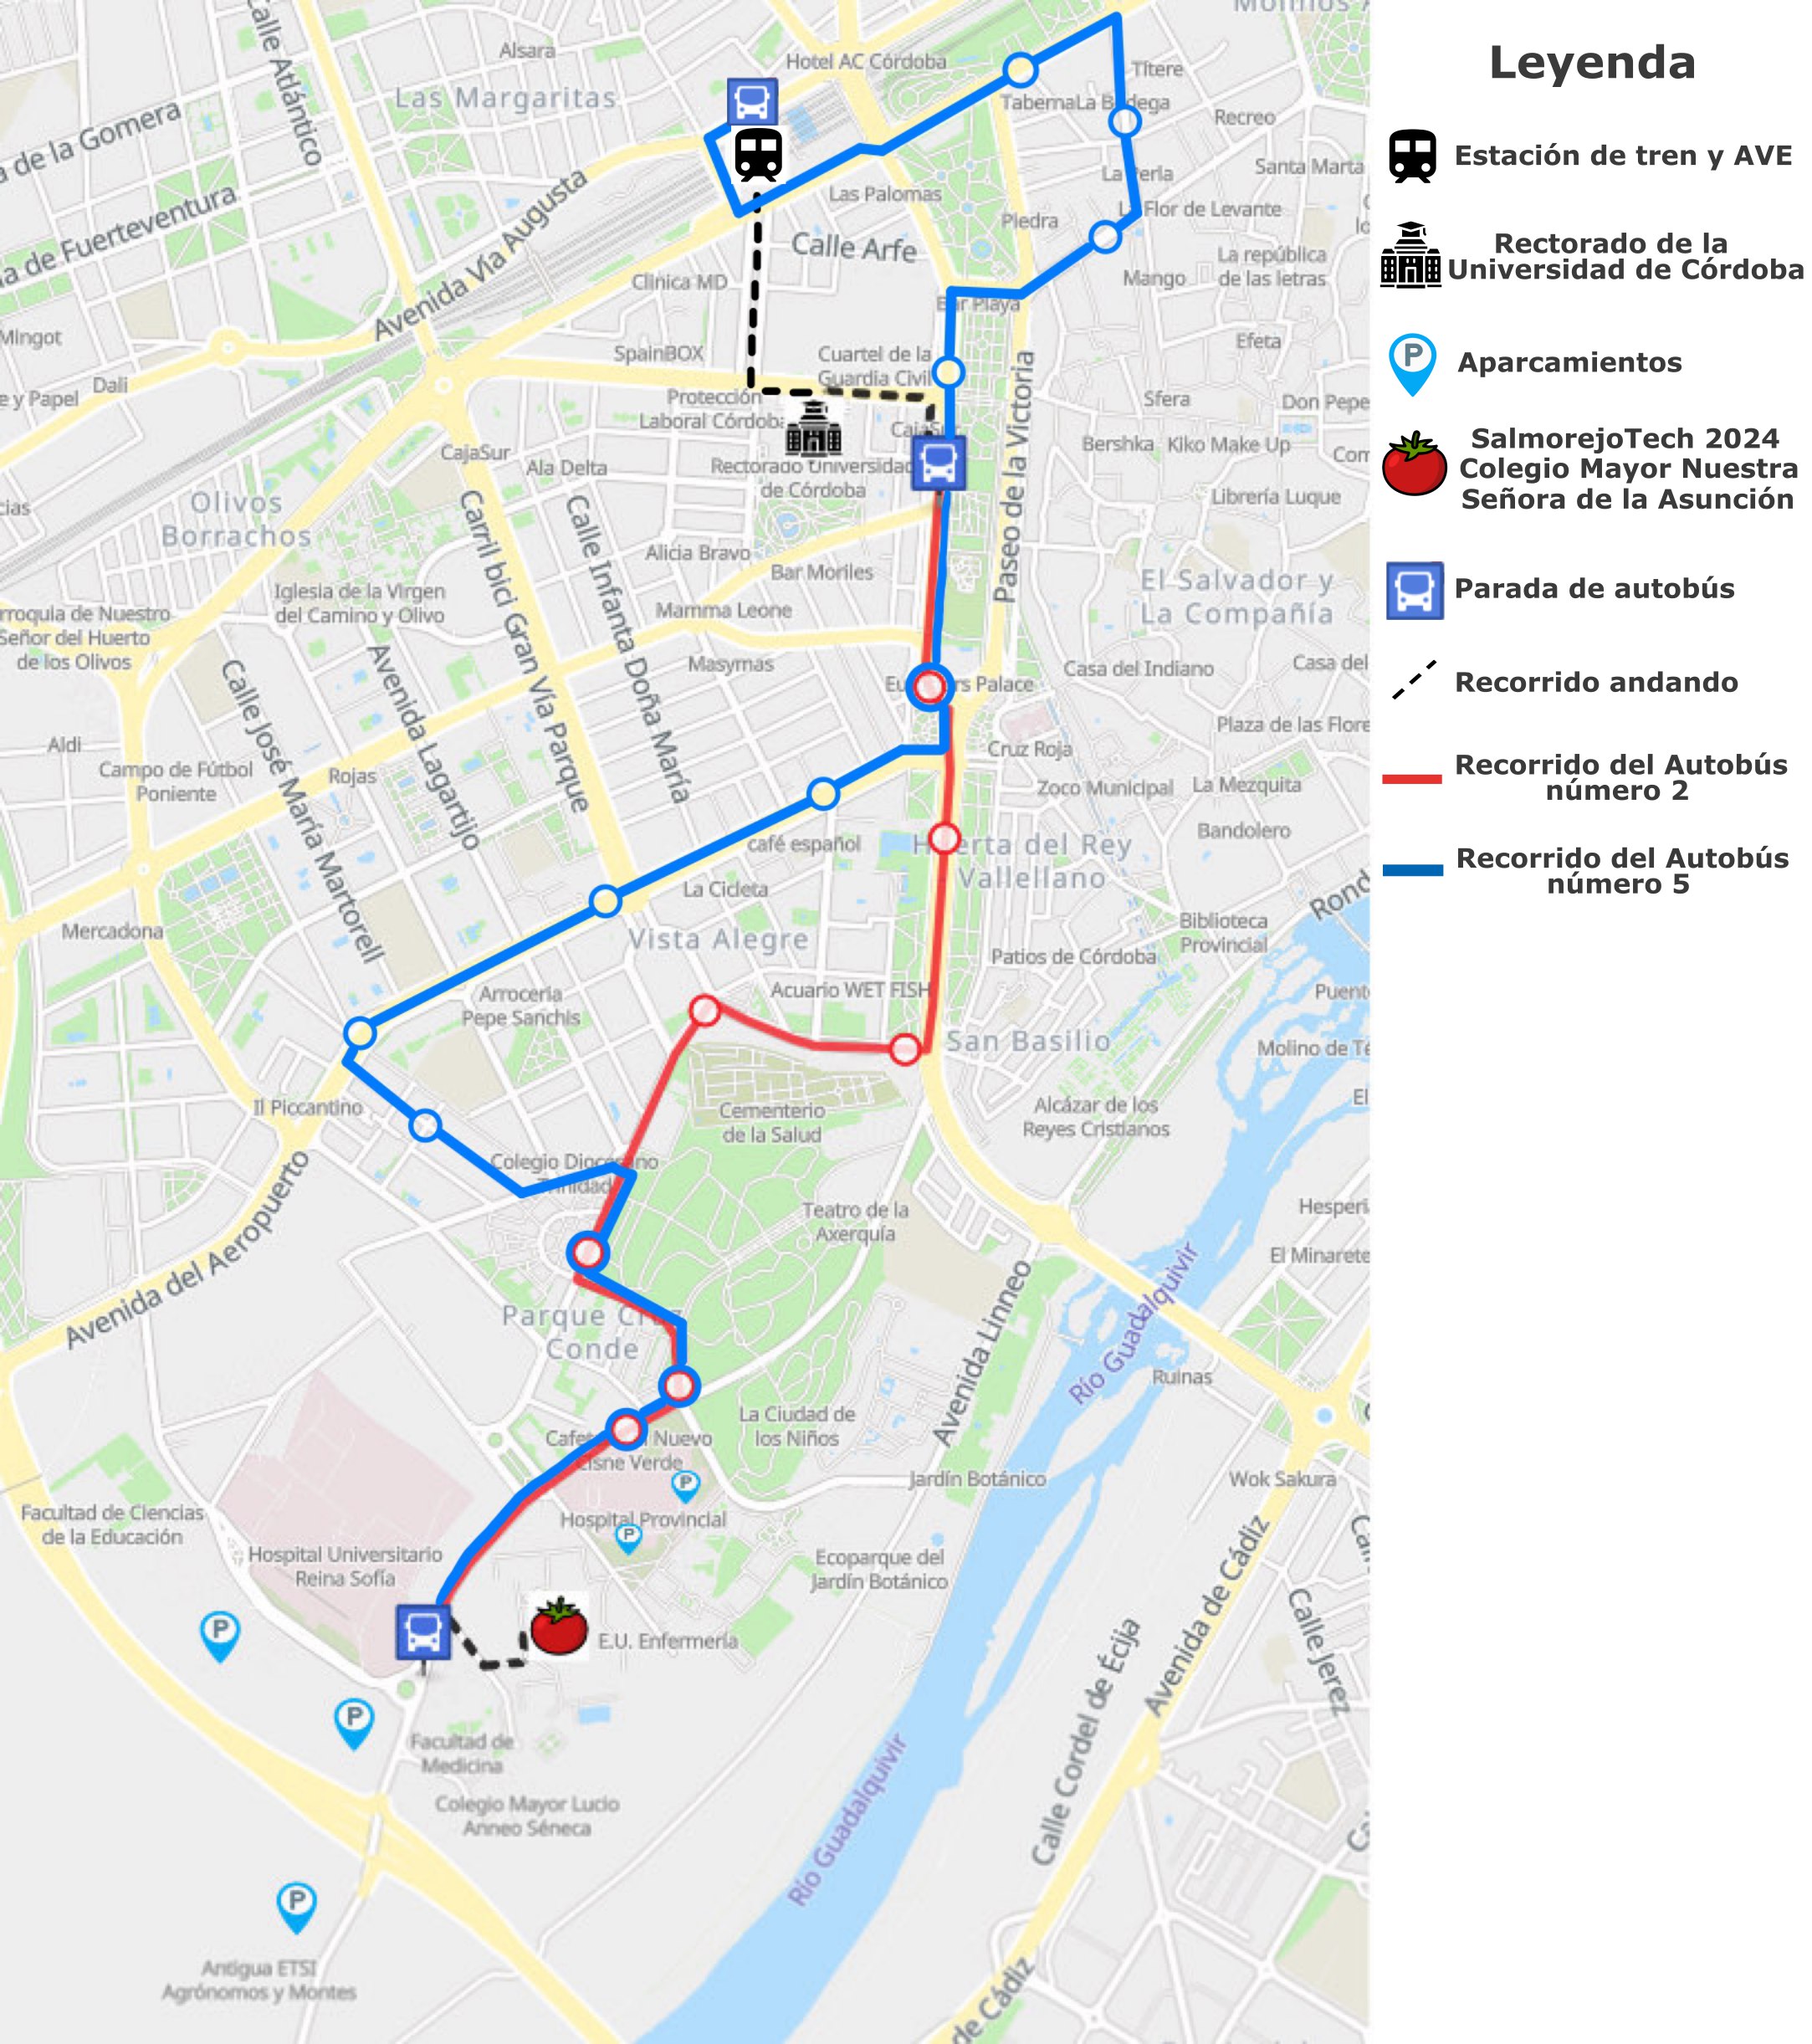 Leyenda
Estación de tren y AVE
Rectorado de la
Universidad de Córdoba
Aparcamientos
SalmorejoTech 2024
Colegio Mayor Nuestra
Señora de la Asunción
Parada de autobús
Recorrido andando
Recorrido del Autobús
número 2
Recorrido del Autobús
número 5
Calle Atlántico
Alsara
Hotel AC Córdoba
Las Margaritas
Títere
TabernaLa Bodega
Recreo
a de la Gomera
La Perla
Santa Marta
Las Palomas
La Flor de Levante
Piedra
a de Fuerteventura
Avenida Vía Augusta
Calle Arfe
La república
de las letras
Clinica MD
Mango
Bar Playa
Mingot
SpainBOX
Cuartel de la
Guardia Civil
Efeta
Dali
e y Papel
Protección
Laboral Córdoba
Sfera
Don Pepe
CajaSur
Paseo de la Victoria
Bershka
Kiko Make Up
CajaSur
Ala Delta
Rectorado Universidad
de Córdoba
Olivos
Borrachos
Librería Luque
Carril bici Gran Vía Parque
Calle Infanta Doña María
Alicia Bravo
Bar Moriles
El Salvador y
La Compañía
Iglesia de la Virgen
del Camino y Olivo
rroquia de Nuestro
Señor del Huerto
de los Olivos
Mamma Leone
Masymas
Casa del Indiano
Casa del
Calle José María Martorell
Avenida Lagartijo
Plaza de las Flore
Aldi
Campo de Fútbol
Poniente
Rojas
Cruz Roja
Zoco Municipal
La Mezquita
Bandolero
café español
Huerta del Rey
Vallellano
La Cicleta
Rond
Mercadona
Vista Alegre
Biblioteca
Provincial
Patios de Córdoba
Arroceria
Pepe Sanchis
Acuario WET FISH
Puent
San Basilio
Il Piccantino
Cementerio
de la Salud
Alcázar de los
Reyes Cristianos
Colegio Diocesano
Trinidad
Avenida del Aeropuerto
Teatro de la
Axerquía
El Minarete
Parque Cruz
Conde
Avenida Linneo
Río Guadalquivir
Ruinas
La Ciudad de
los Niños
Nuevo
Cisne Verde
Jardín Botánico
Wok Sakura
Facultad de Ciencias
de la Educación
Hospital Provincial
Hospital Universitario
Reina Sofía
Ecoparque del
Jardín Botánico
Avenida de Cádiz
Calle Jerez
Calle Cordel de Écija
E.U. Enfermería
Facultad de
Medicina
Río Guadalquivir
Colegio Mayor Lucio
Anneo Séneca
Antigua ETSI
Agrónomos y Montes
de Cádiz
P
P
P
P
P
P